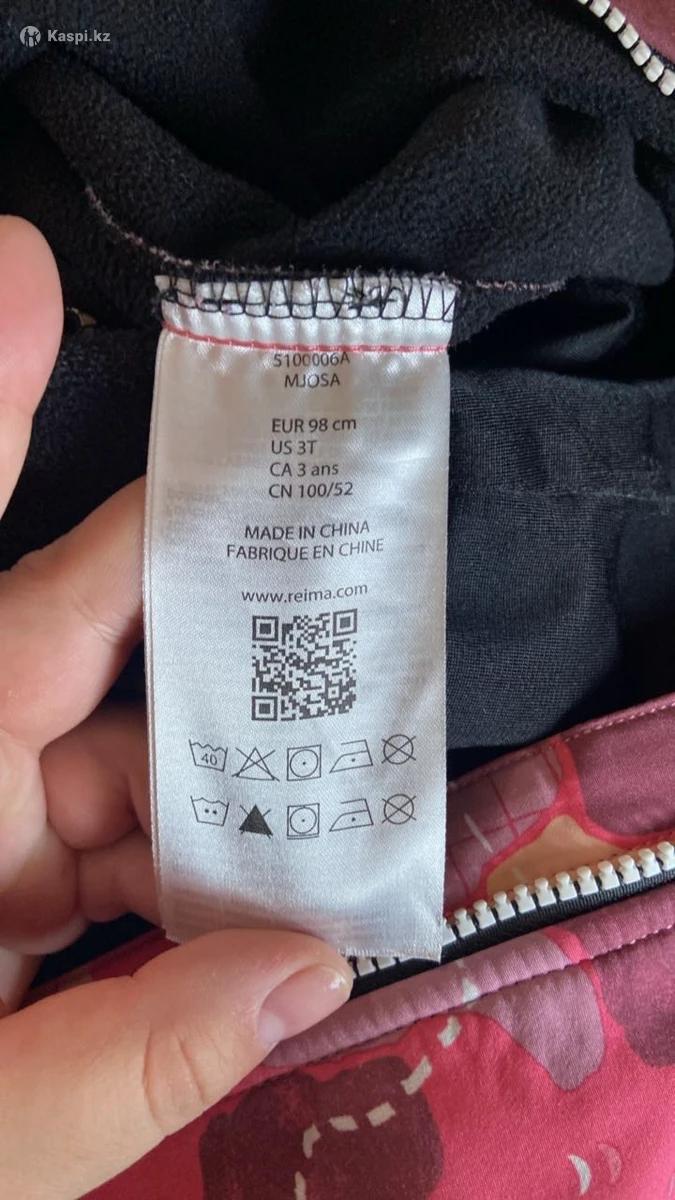 Kaspi.kz
5100006A
MJOSA
EUR 98 cm
US 3T
CA 3 ans
CN 100/52
MADE IN CHINA
FABRIQUE EN CHINE
www.reima.com
40